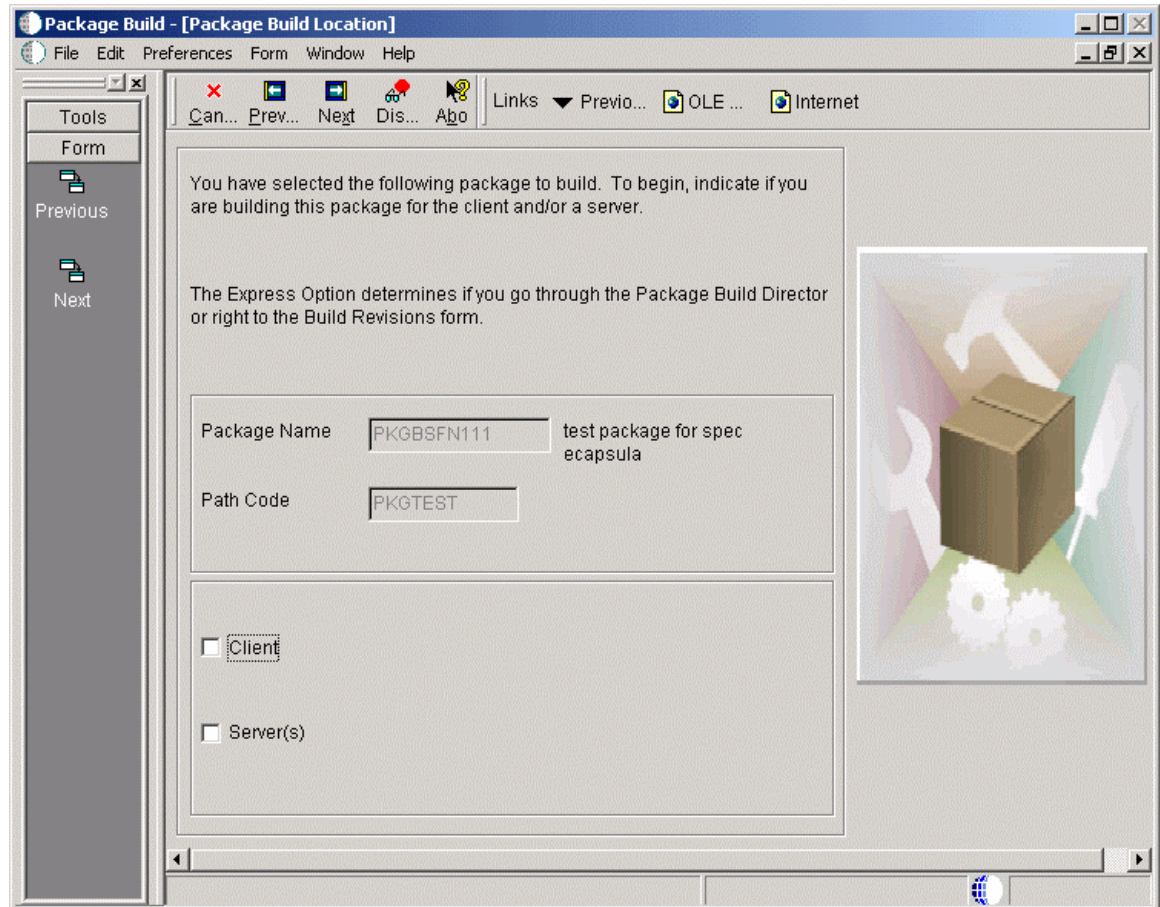 Package Build - [Package Build Location]
File Edit Preferences Form Window Help
Can... Prev... Next Dis... Abo Links Previo... OLE ... Internet
Tools
Form
Previous
Next
You have selected the following package to build. To begin, indicate if you
are building this package for the client and/or a server.
The Express Option determines if you go through the Package Build Director
or right to the Build Revisions form.
Package Name PKGBSFN111 test package for spec
ecapsula
Path Code PKGTEST
Client
Server(s)